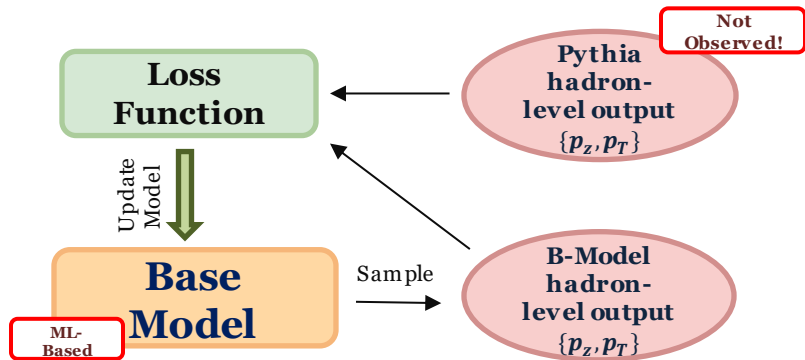 Not
Observed!
Loss
Function
Pythia
hadron-
level output
{p_z, p_T}
Update
Model
Base
Model
ML-
Based
Sample
B-Model
hadron-
level output
{p_z, p_T}